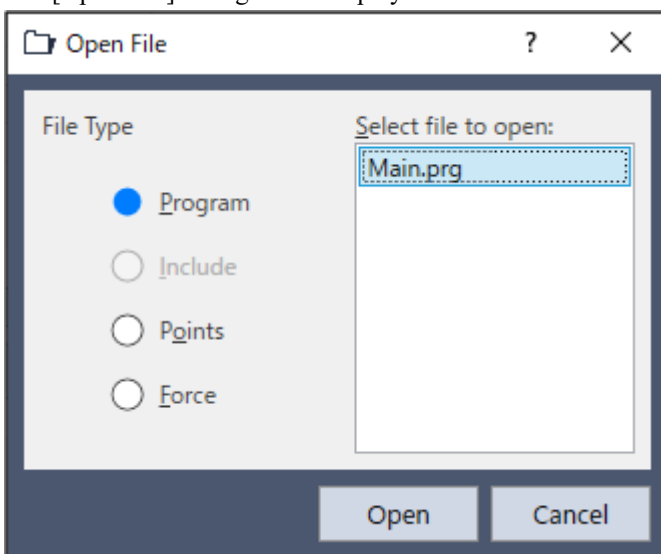 Open File
?
File Type
Select file to open:
Main.prg
Program
Include
Points
Force
Open
Cancel